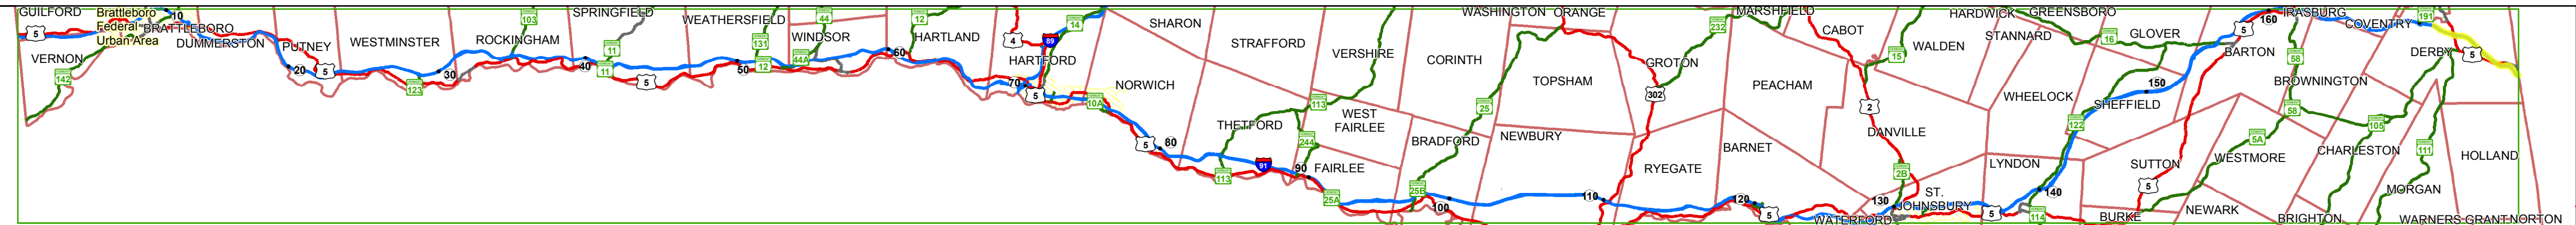 GUILFORD
Brattleboro
Federal
Urban Area
5
10
BRATTLEBORO
DUMMERSTON
VERNON
142
PUTNEY
20
5
WESTMINSTER
123
30
ROCKINGHAM
103
SPRINGFIELD
11
11
40
5
WEATHERSFIELD
131
50
12
44
WINDSOR
44A
60
12
HARTLAND
4
89
14
HARTFORD
70
5
10A
NORWICH
SHARON
5
80
STRAFFORD
THETFORD
113
91
113
244
90
FAIRLEE
25A
VERSHIRE
WEST
FAIRLEE
CORINTH
BRADFORD
25B
100
25
WASHINGTON
ORANGE
TOPSHAM
NEWBURY
110
GROTON
302
RYEGATE
232
MARSHFIELD
PEACHAM
BARNET
120
5
CABOT
2
DANVILLE
2B
130
WATERFORD
ST.
JOHNSBURY
15
WALDEN
HARDWICK
STANNARD
GREENSBORO
16
GLOVER
WHEELOCK
122
SHEFFIELD
150
LYNDON
5
140
114
BURKE
SUTTON
5
NEWARK
5
160
IRASBURG
BARTON
COVENTRY
191
58
BROWNINGTON
58
5A
WESTMORE
DERBY
5
105
CHARLESTON
111
BRIGHTON
MORGAN
HOLLAND
WARNERS GRANT
NORTON